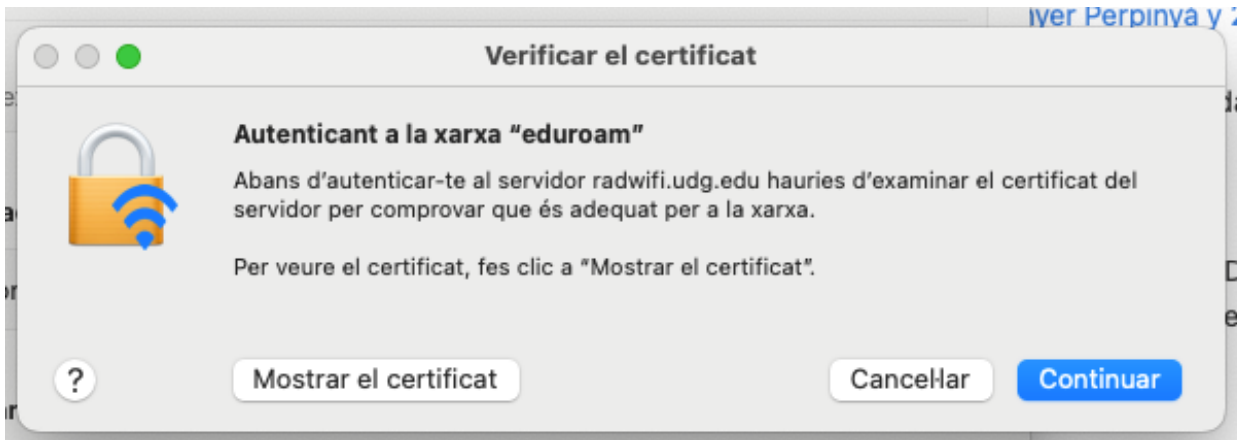 Perpinyà y
Verificar el certificat
Autenticant a la xarxa “eduroam”
Abans d’autenticar-te al servidor radwifi.udg.edu hauries d’examinar el certificat del
servidor per comprovar que és adequat per a la xarxa.
Per veure el certificat, fes clic a “Mostrar el certificat”.
?
Mostrar el certificat
Cancel·lar
Continuar